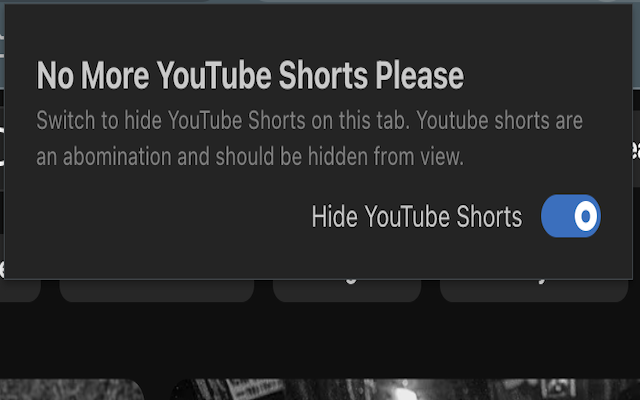 No More YouTube Shorts Please
Switch to hide YouTube Shorts on this tab. Youtube shorts are
an abomination and should be hidden from view.
Hide YouTube Shorts